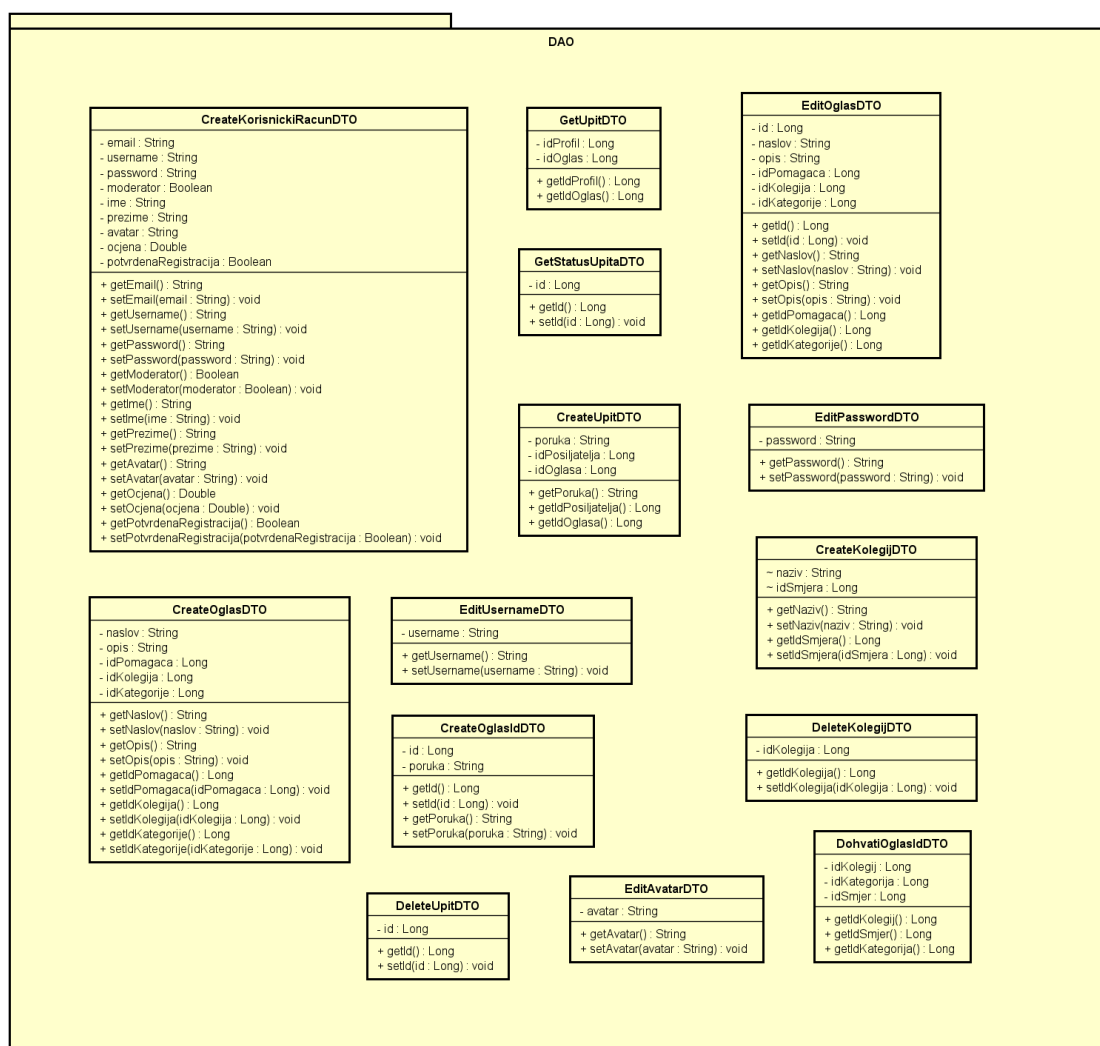 DAO
CreateKorisnickiRacunDTO
- email : String
- username : String
- password : String
- moderator : Boolean
- ime : String
- prezime : String
- avatar : String
- ocjena : Double
- potvrdenaRegistracija : Boolean
+ getEmail() : String
+ setEmail(email : String) : void
+ getUsername() : String
+ setUsername(username : String) : void
+ getPassword() : String
+ setPassword(password : String) : void
+ getModerator() : Boolean
+ setModerator(moderator : Boolean) : void
+ getIme() : String
+ setIme(ime : String) : void
+ getPrezime() : String
+ setPrezime(prezime : String) : void
+ getAvatar() : String
+ setAvatar(avatar : String) : void
+ getOcjena() : Double
+ setOcjena(ocjena : Double) : void
+ getPotvrdenaRegistracija() : Boolean
+ setPotvrdenaRegistracija(potvrdenaRegistracija : Boolean) : void
GetUpitDTO
- idProfil : Long
- idOglas : Long
+ getIdProfil() : Long
+ getIdOglas() : Long
EditOglasDTO
- id : Long
- naslov : String
- opis : String
- idPomagaca : Long
- idKolegija : Long
- idKategorije : Long
+ getId() : Long
+ setId(id : Long) : void
+ getNaslov() : String
+ setNaslov(naslov : String) : void
+ getOpis() : String
+ setOpis(opis : String) : void
+ getIdPomagaca() : Long
+ getIdKolegija() : Long
+ getIdKategorije() : Long
GetStatusUpitaDTO
- id : Long
+ getId() : Long
+ setId(id : Long) : void
CreateUpitDTO
- poruka : String
- idPosiljatelja : Long
- idOglasa : Long
+ getPoruka() : String
+ getIdPosiljatelja() : Long
+ getIdOglasa() : Long
EditPasswordDTO
- password : String
+ getPassword() : String
+ setPassword(password : String) : void
CreateKolegijDTO
~ naziv : String
~ idSmjera : Long
+ getNaziv() : String
+ setNaziv(naziv : String) : void
+ getIdSmjera() : Long
+ setIdSmjera(idSmjera : Long) : void
CreateOglasDTO
- naslov : String
- opis : String
- idPomagaca : Long
- idKolegija : Long
- idKategorije : Long
+ getNaslov() : String
+ setNaslov(naslov : String) : void
+ getOpis() : String
+ setOpis(opis : String) : void
+ getIdPomagaca() : Long
+ setIdPomagaca(idPomagaca : Long) : void
+ getIdKolegija() : Long
+ setIdKolegija(idKolegija : Long) : void
+ getIdKategorije() : Long
+ setIdKategorije(idKategorije : Long) : void
EditUsernameDTO
- username : String
+ getUsername() : String
+ setUsername(username : String) : void
CreateOglasIdDTO
- id : Long
- poruka : String
+ getId() : Long
+ setId(id : Long) : void
+ getPoruka() : String
+ setPoruka(poruka : String) : void
DeleteKolegijDTO
- idKolegija : Long
+ getIdKolegija() : Long
+ setIdKolegija(idKolegija : Long) : void
DohvatiOglasIdDTO
- idKolegij : Long
- idKategorija : Long
- idSmjer : Long
+ getIdKolegij() : Long
+ getIdSmjer() : Long
+ getIdKategorija() : Long
EditAvatarDTO
- avatar : String
+ getAvatar() : String
+ setAvatar(avatar : String) : void
DeleteUpitDTO
- id : Long
+ getId() : Long
+ setId(id : Long) : void